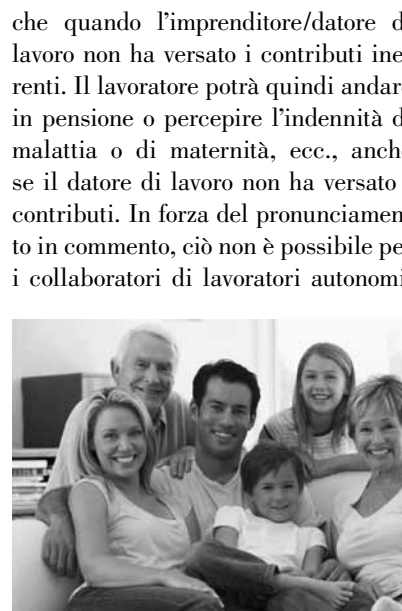 che quando l'imprenditore/datore d
lavoro non ha versato i contributi ine
renti. Il lavoratore potrà quindi andar
in pensione o percepire l'indennità d
malattia o di maternità, ecc., anch
se il datore di lavoro non ha versato
contributi. In forza del pronunciamen
to in commento, ciò non è possibile pe
i collaboratori di lavoratori autonomi